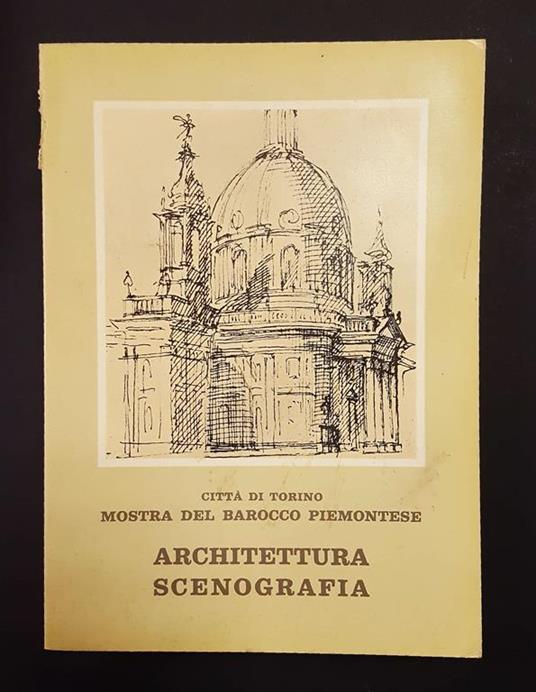 CITTÀ DI TORINO
MOSTRA DEL BAROCCO PIEMONTESE
ARCHITETTURA
SCENOGRAFIA